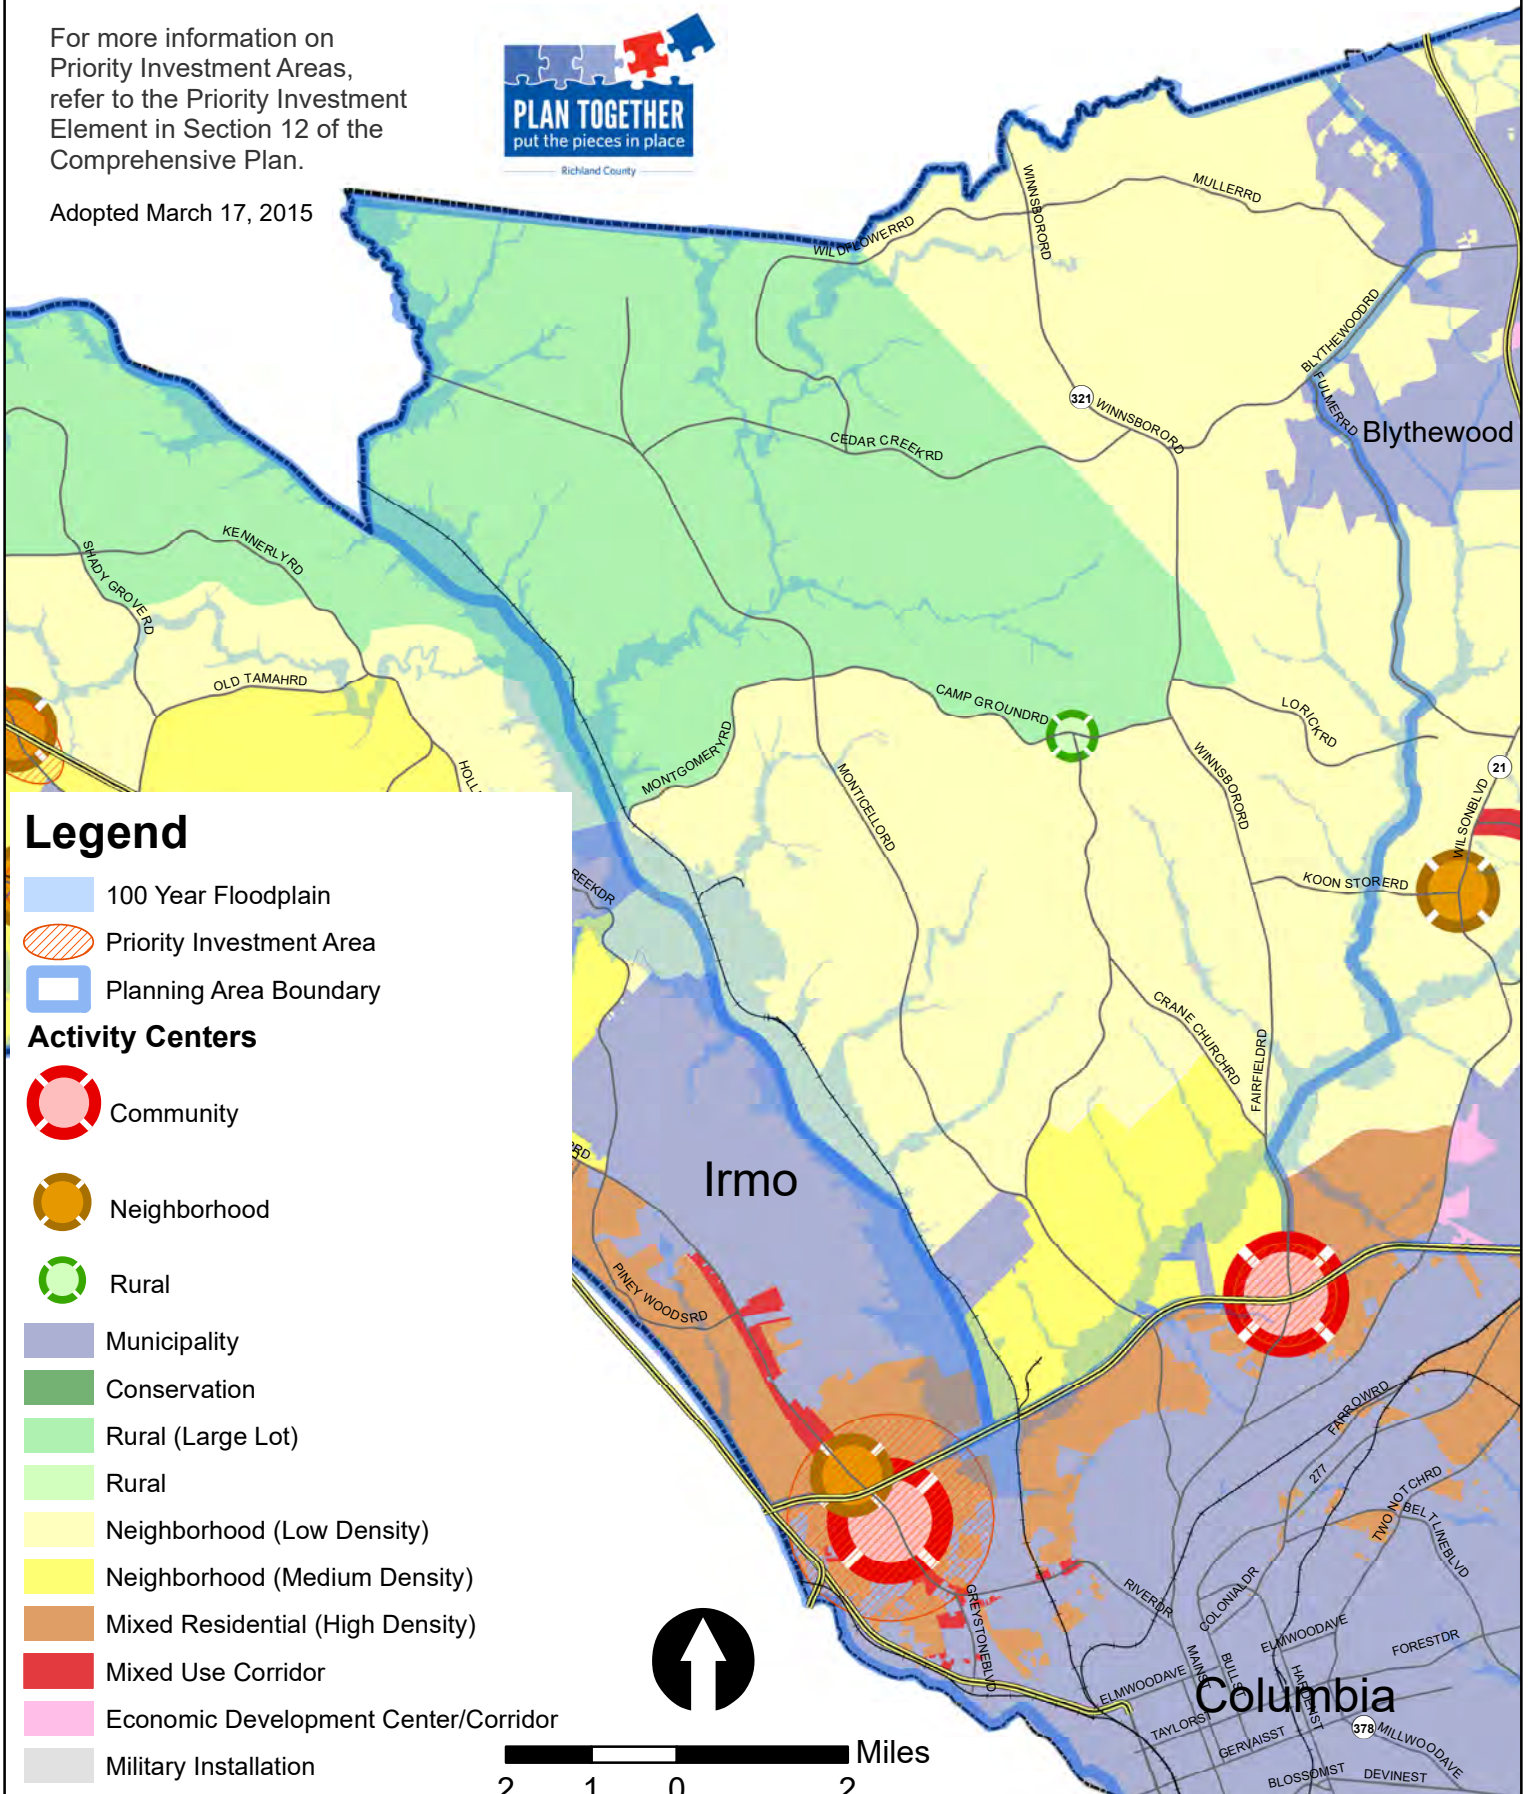 For more information on
Priority Investment Areas,
refer to the Priority Investment
Element in Section 12 of the
Comprehensive Plan.
Adopted March 17, 2015
PLAN TOGETHER
put the pieces in place
Richland County
WILDFLOWERRD
WINNSBORORD
MULLERRD
BLYTHEWOODRD
FULMERRD
Blythewood
321
WINNSBORORD
CEDAR CREEKRD
KENNERLYRD
SHADY GROVERD
OLD TAMAHRD
CAMP GROUNDRD
LORICKRD
MONTGOMERYRD
MONTICELLORD
WINNSBORORD
21
WILSONBLVD
KOON STORERD
CRANE CHURCHRD
FAIRFIELDRD
Irmo
PINEY WOODSRD
FARROWRD
277
TWO NOTCHRD
BELTLINEBLVD
RIVERDR
COLONIALDR
GREYSTONEBLVD
ELMWOODAVE
FORESTDR
ELMWOODAVE
MAINST
BULLST
HARDENST
Columbia
TAYLORST
GERVAISST
378
MILLWOODAVE
BLOSSOMST
DEVINEST
Legend
100 Year Floodplain
Priority Investment Area
Planning Area Boundary
Activity Centers
Community
Neighborhood
Rural
Municipality
Conservation
Rural (Large Lot)
Rural
Neighborhood (Low Density)
Neighborhood (Medium Density)
Mixed Residential (High Density)
Mixed Use Corridor
Economic Development Center/Corridor
Military Installation
Miles
2 1 0 2